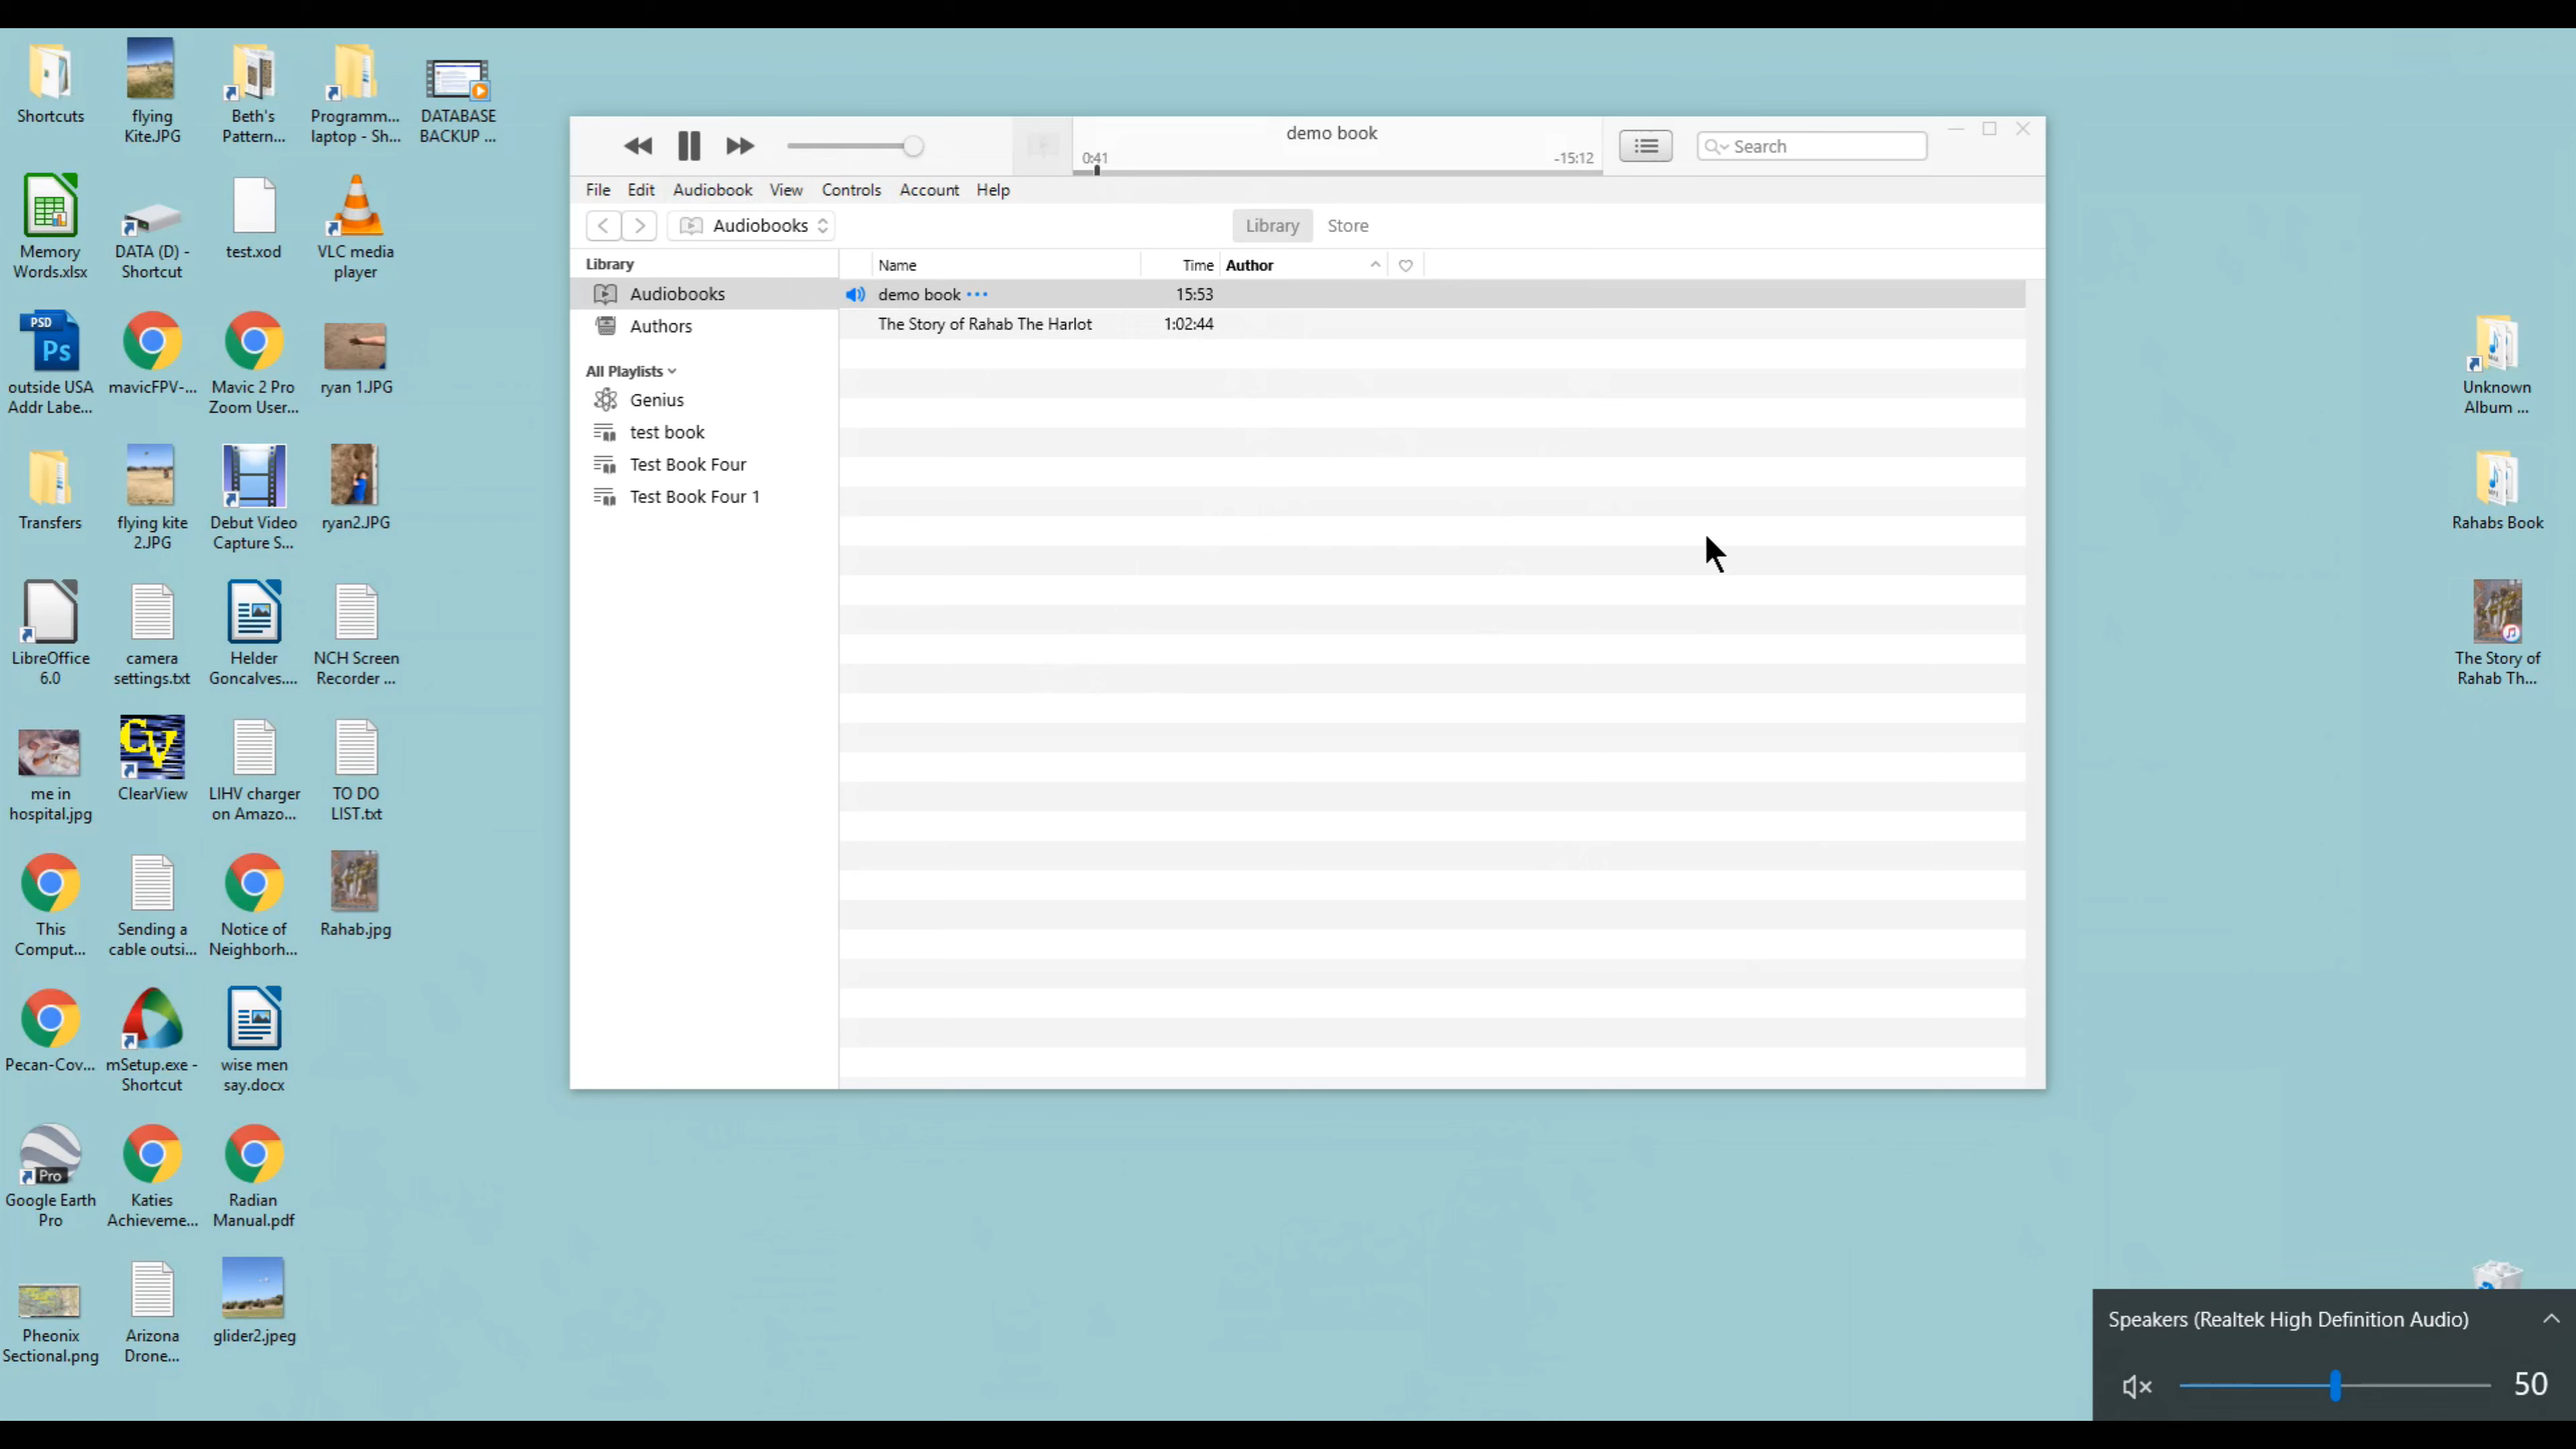 Shortcuts
flying
Kite.JPG
Beth's
Pattern...
Programm...
laptop - Sh...
DATABASE
BACKUP ...
Memory
Words.xlsx
DATA (D) -
Shortcut
test.xod
VLC media
player
PSD
Ps
outside USA
Addr Labe...
mavicFPV-...
Mavic 2 Pro
Zoom User...
ryan 1.JPG
Transfers
flying kite
2.JPG
Debut Video
Capture S...
ryan2.JPG
LibreOffice
6.0
camera
settings.txt
Helder
Goncalves....
NCH Screen
Recorder ...
me in
hospital.jpg
CV
ClearView
LIHV charger
on Amazo...
TO DO
LIST.txt
This
Comput...
Sending a
cable outsi...
Notice of
Neighborh...
Rahab.jpg
Pecan-Cov...
mSetup.exe -
Shortcut
wise men
say.docx
Pro
Google Earth
Pro
Katies
Achieveme...
Radian
Manual.pdf
Pheonix
Sectional.png
Arizona
Drone...
glider2.jpeg
demo book
0:41
-15:12
Search
File Edit Audiobook View Controls Account Help
Audiobooks
Library Store
Library
Audiobooks
Authors
All Playlists
Genius
test book
Test Book Four
Test Book Four 1
Name Time Author
demo book ••• 15:53
The Story of Rahab The Harlot 1:02:44
Unknown
Album ...
Rahabs Book
The Story of
Rahab Th...
Speakers (Realtek High Definition Audio)
50